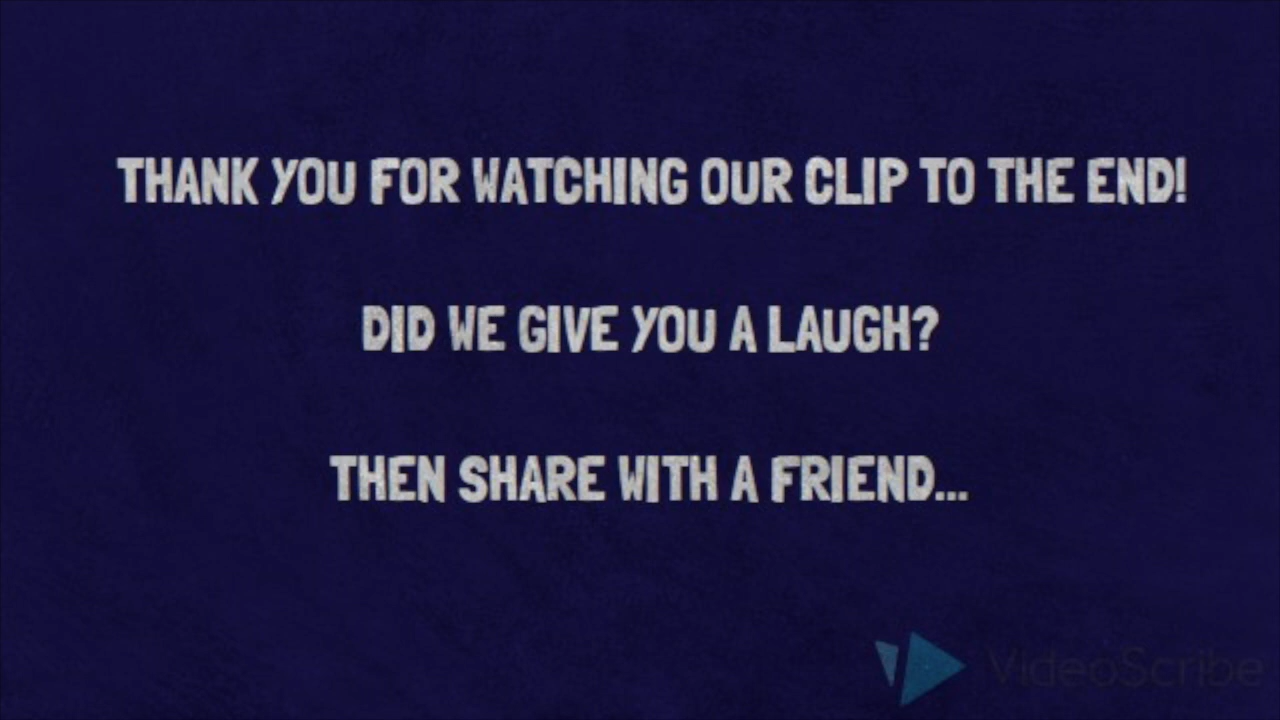 THANK YOU FOR WATCHING OUR CLIP TO THE END!
DID WE GIVE YOU A LAUGH?
THEN SHARE WITH A FRIEND...
VideoScribe